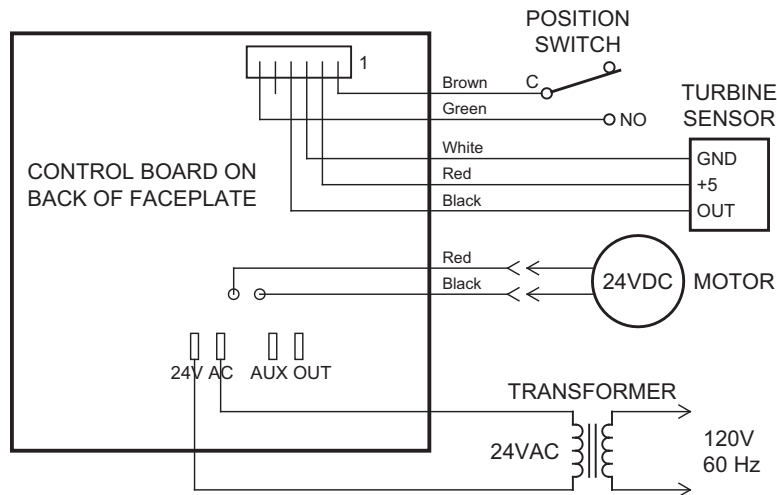 POSITION
SWITCH
1
Brown
C
Green
NO
TURBINE
SENSOR
White
GND
Red
+5
Black
OUT
CONTROL BOARD ON
BACK OF FACEPLATE
Red
Black
24VDC
MOTOR
24V AC
AUX OUT
TRANSFORMER
24VAC
120V
60 Hz